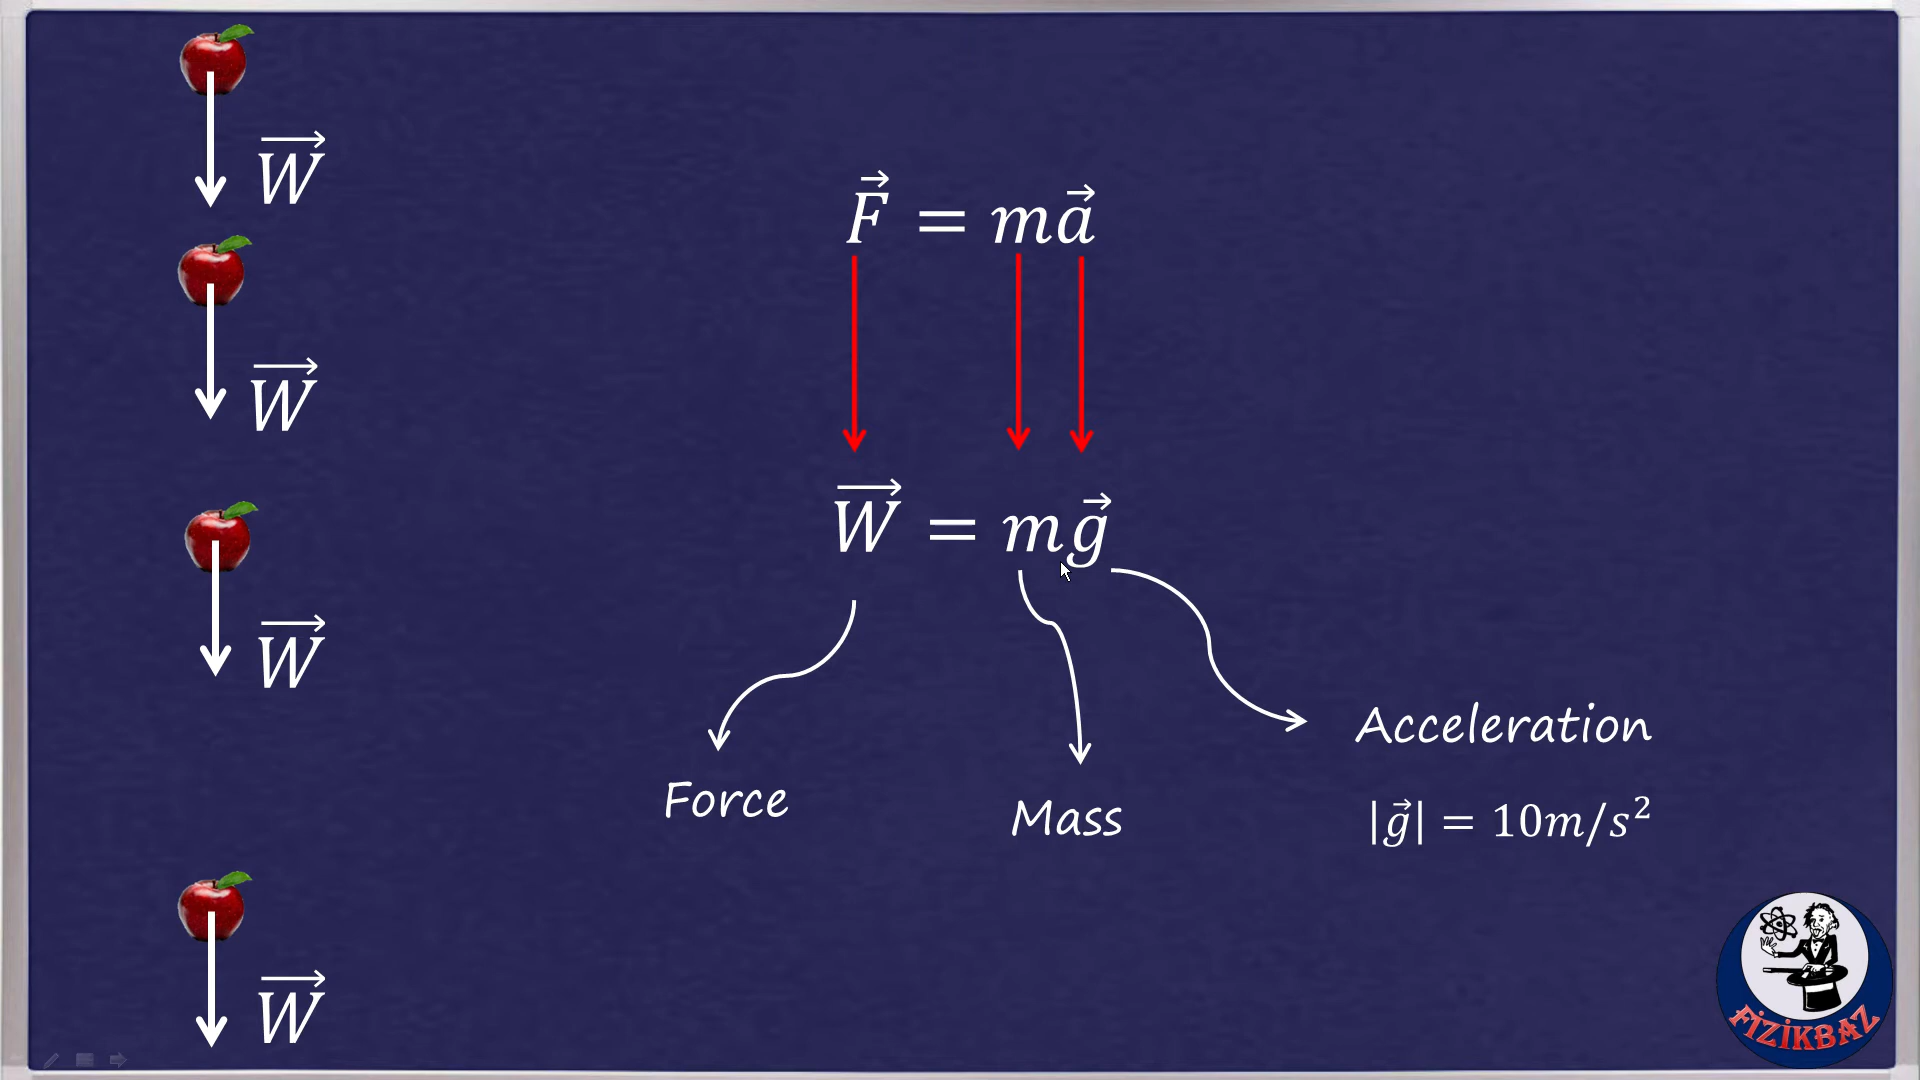 W⃗
W⃗
W⃗
W⃗
F⃗ = ma⃗
W⃗ = mg⃗
Force
Mass
Acceleration
|g⃗| = 10m/s²
FİZİKBAZ